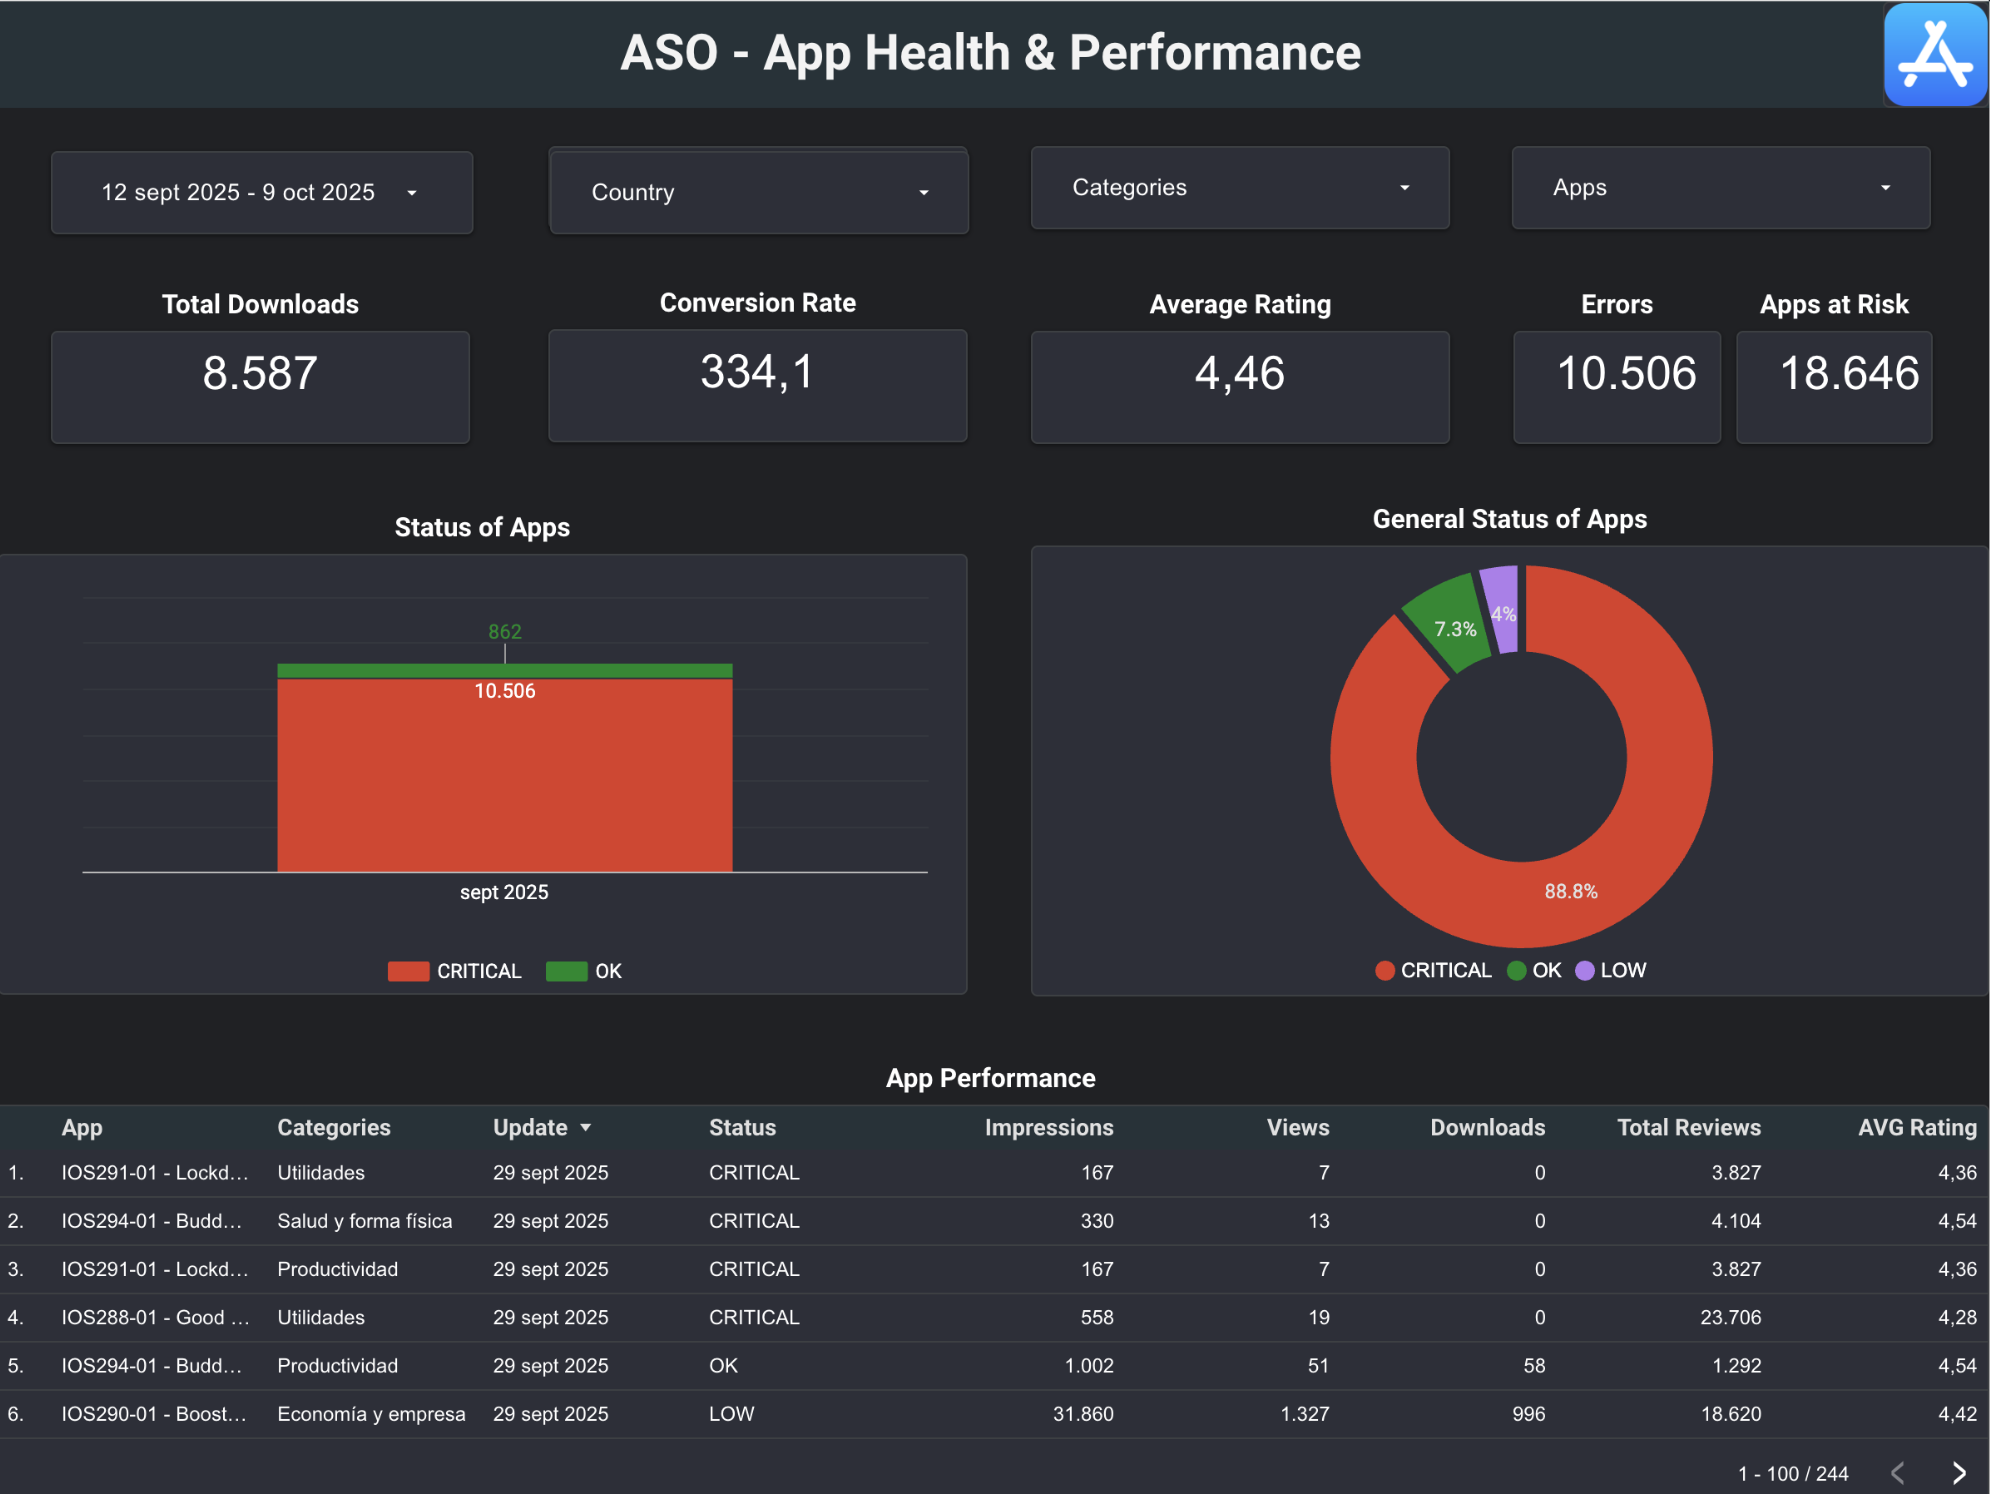 ASO - App Health & Performance
12 sept 2025 - 9 oct 2025
Country
Categories
Apps
Total Downloads
8.587
Conversion Rate
334,1
Average Rating
4,46
Errors
10.506
Apps at Risk
18.646
Status of Apps
862
10.506
sept 2025
CRITICAL OK
General Status of Apps
4%
7.3%
88.8%
CRITICAL OK LOW
App Performance
App Categories Update Status Impressions Views Downloads Total Reviews AVG Rating
1. IOS291-01 - Lockd... Utilidades 29 sept 2025 CRITICAL 167 7 0 3.827 4,36
2. IOS294-01 - Budd... Salud y forma física 29 sept 2025 CRITICAL 330 13 0 4.104 4,54
3. IOS291-01 - Lockd... Productividad 29 sept 2025 CRITICAL 167 7 0 3.827 4,36
4. IOS288-01 - Good ... Utilidades 29 sept 2025 CRITICAL 558 19 0 23.706 4,28
5. IOS294-01 - Budd... Productividad 29 sept 2025 OK 1.002 51 58 1.292 4,54
6. IOS290-01 - Boost... Economía y empresa 29 sept 2025 LOW 31.860 1.327 996 18.620 4,42
1 - 100 / 244